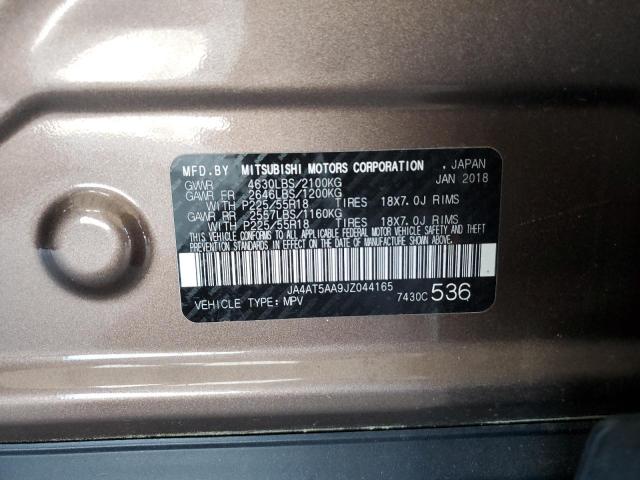 MFD.BY MITSUBISHI MOTORS CORPORATION , JAPAN
GVWR 4630LBS/2100KG JAN 2018
GAWR FR 2646LBS/1200KG
WITH P225/55R18 TIRES 18X7.0J RIMS
GAWR RR 2557LBS/1160KG
WITH P225/55R18 TIRES 18X7.0J RIMS
THIS VEHICLE CONFORMS TO ALL APPLICABLE FEDERAL MOTOR VEHICLE SAFETY AND THEFT
PREVENTION STANDARDS IN EFFECT ON THE DATE OF MANUFACTURE SHOWN ABOVE.
JA4AT5AA9JZ044165
VEHICLE TYPE: MPV 7430C 536